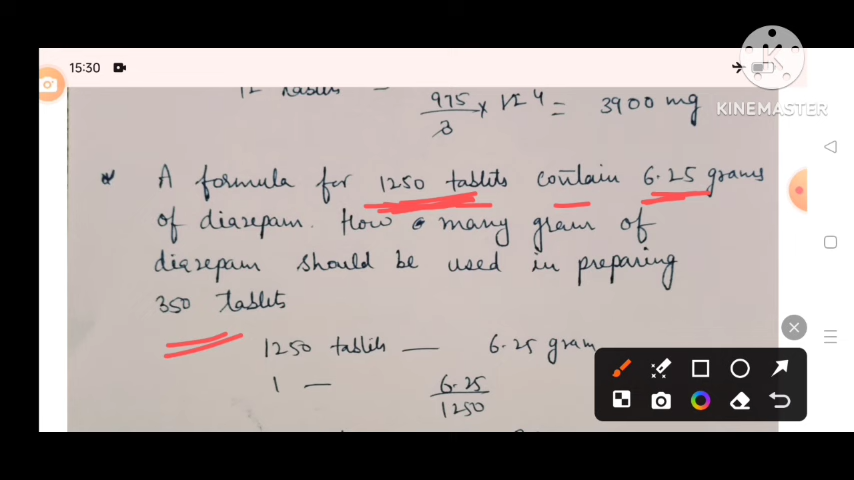 15:30
KINEMASTER
12 tablets —
975/3 x 12 4 = 3900 mg
A formula for 1250 tablets contain 6.25 grams
of diazepam. How many gram of
diazepam should be used in preparing
350 tablets
1250 tablets — 6.25 gram
1 — 6.25/1250